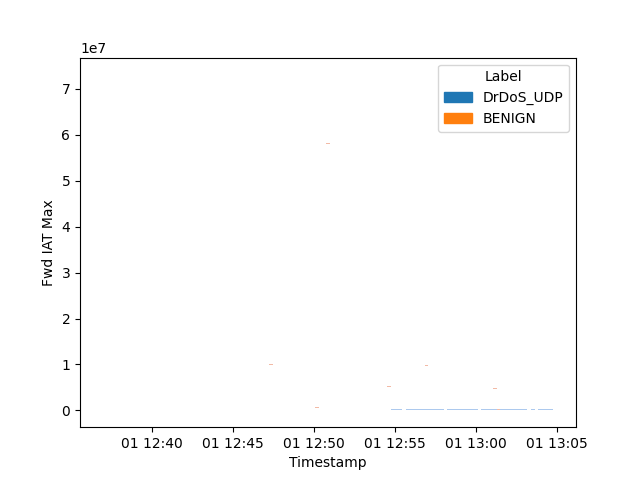 1e7
Label
DrDoS_UDP
BENIGN
7
6
5
4
3
2
1
0
Fwd IAT Max
01 12:40
01 12:45
01 12:50
01 12:55
01 13:00
01 13:05
Timestamp